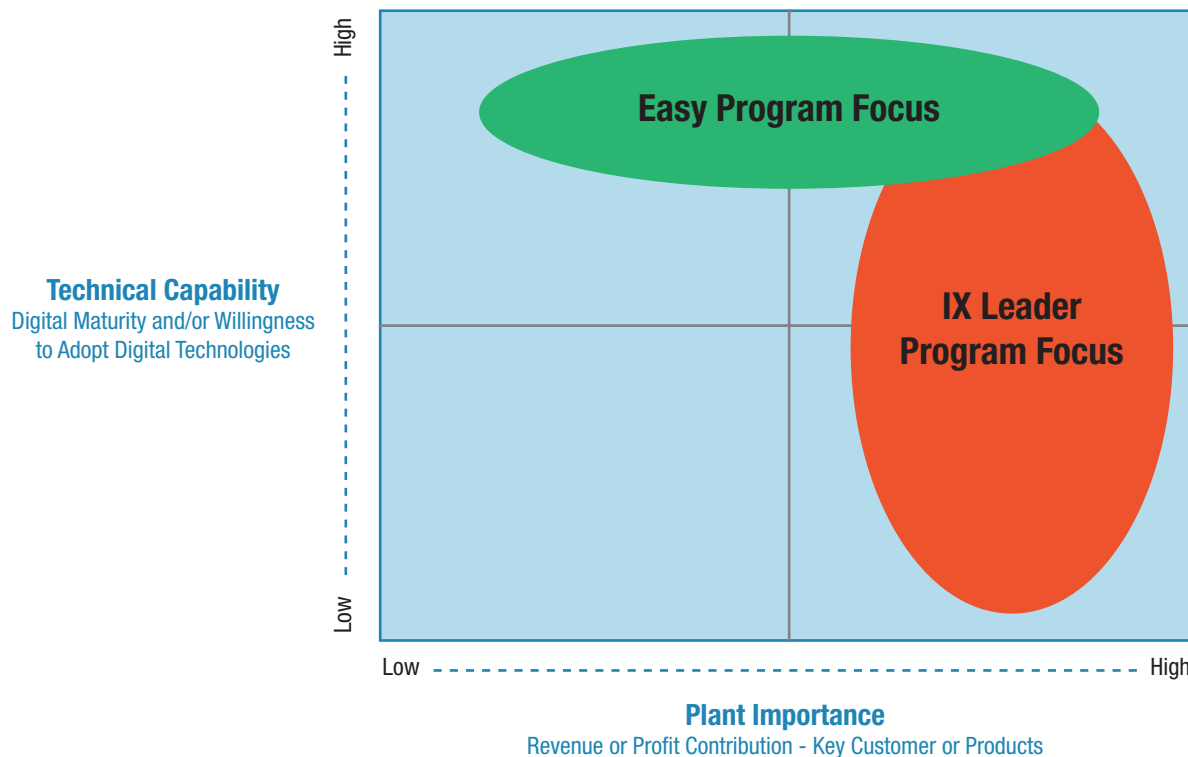 High
Easy Program Focus
Technical Capability
Digital Maturity and/or Willingness
to Adopt Digital Technologies
IX Leader
Program Focus
Low
Low
High
Plant Importance
Revenue or Profit Contribution - Key Customer or Products